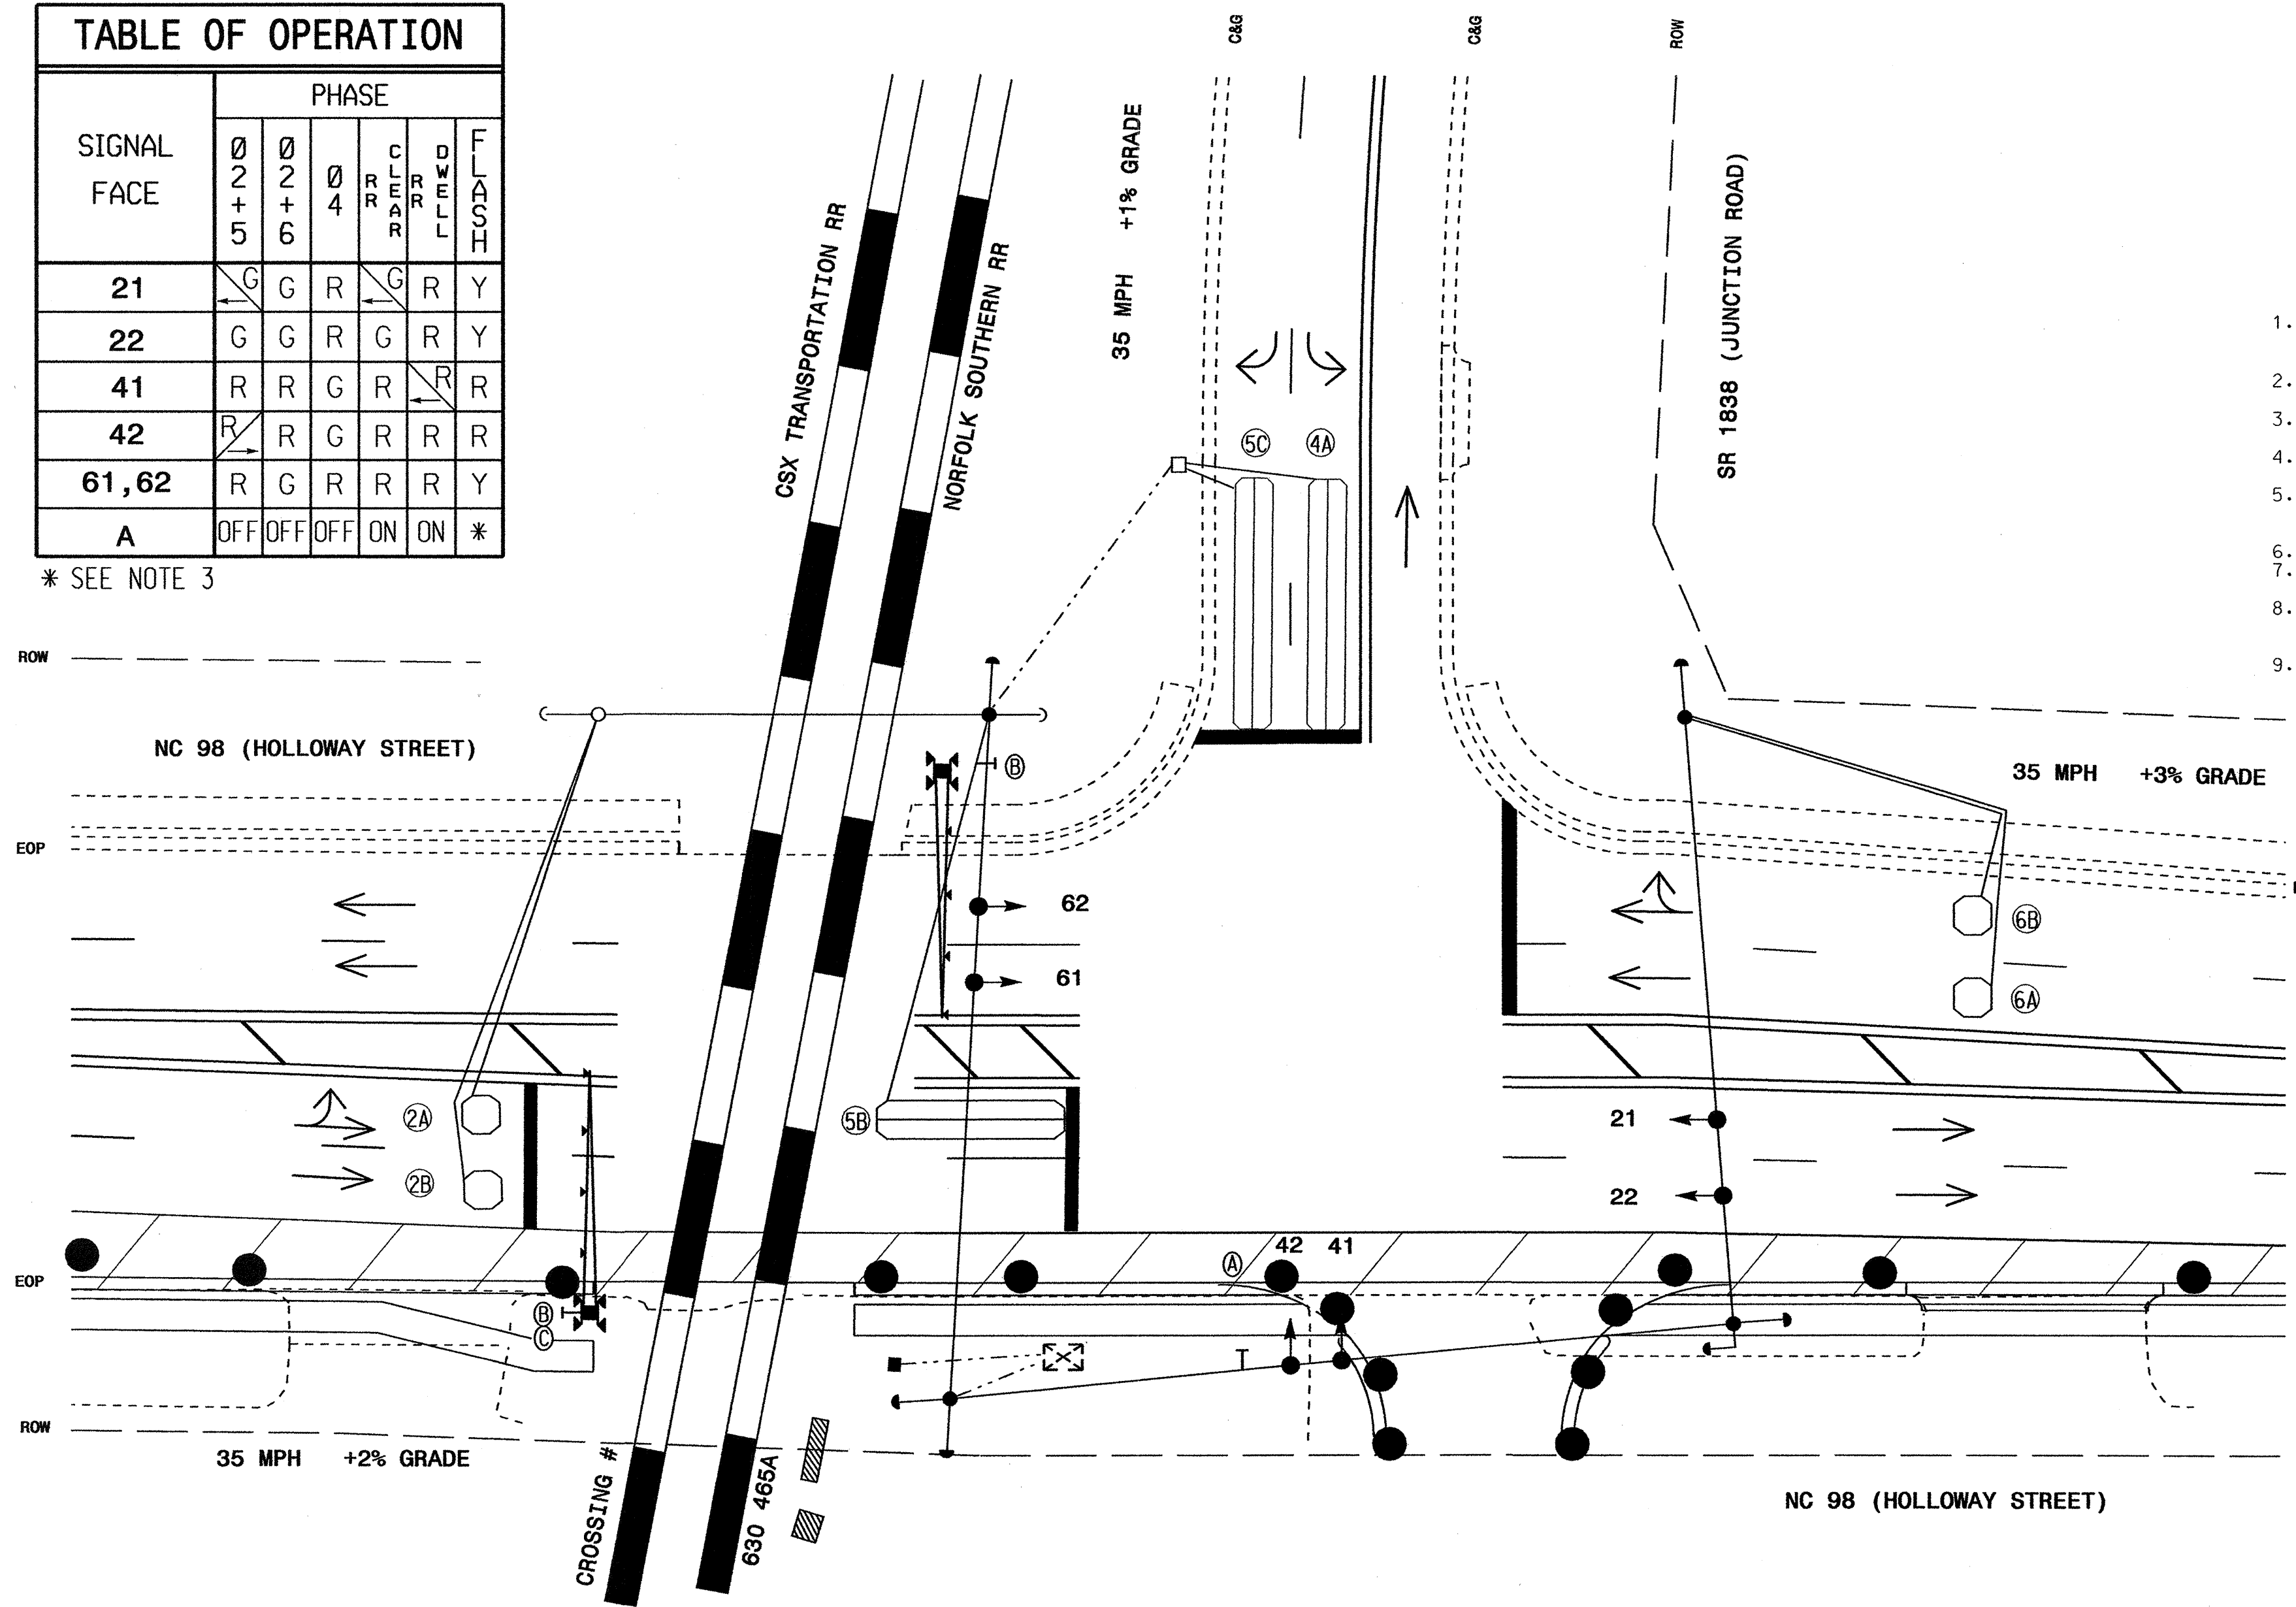 TABLE OF OPERATION
SIGNAL FACE
PHASE
Ø2+5 Ø2+6 Ø4 RR CLEAR RR DWELL FLASH
21 G G R G R Y
22 G G R G R Y
41 R R G R R R
42 R R G R R R
61,62 R G R R R Y
A OFF OFF OFF ON ON *
* SEE NOTE 3
C&G
C&G
ROW
35 MPH +1% GRADE
SR 1838 (JUNCTION ROAD)
CSX TRANSPORTATION RR
NORFOLK SOUTHERN RR
5C
4A
1.
2.
3.
4.
5.
6.
7.
8.
9.
ROW
NC 98 (HOLLOWAY STREET)
B
35 MPH +3% GRADE
EOP
62
61
6B
6A
2A
2B
5B
21
22
42 41
A
EOP
B
C
ROW
35 MPH +2% GRADE
CROSSING #
630 465A
NC 98 (HOLLOWAY STREET)